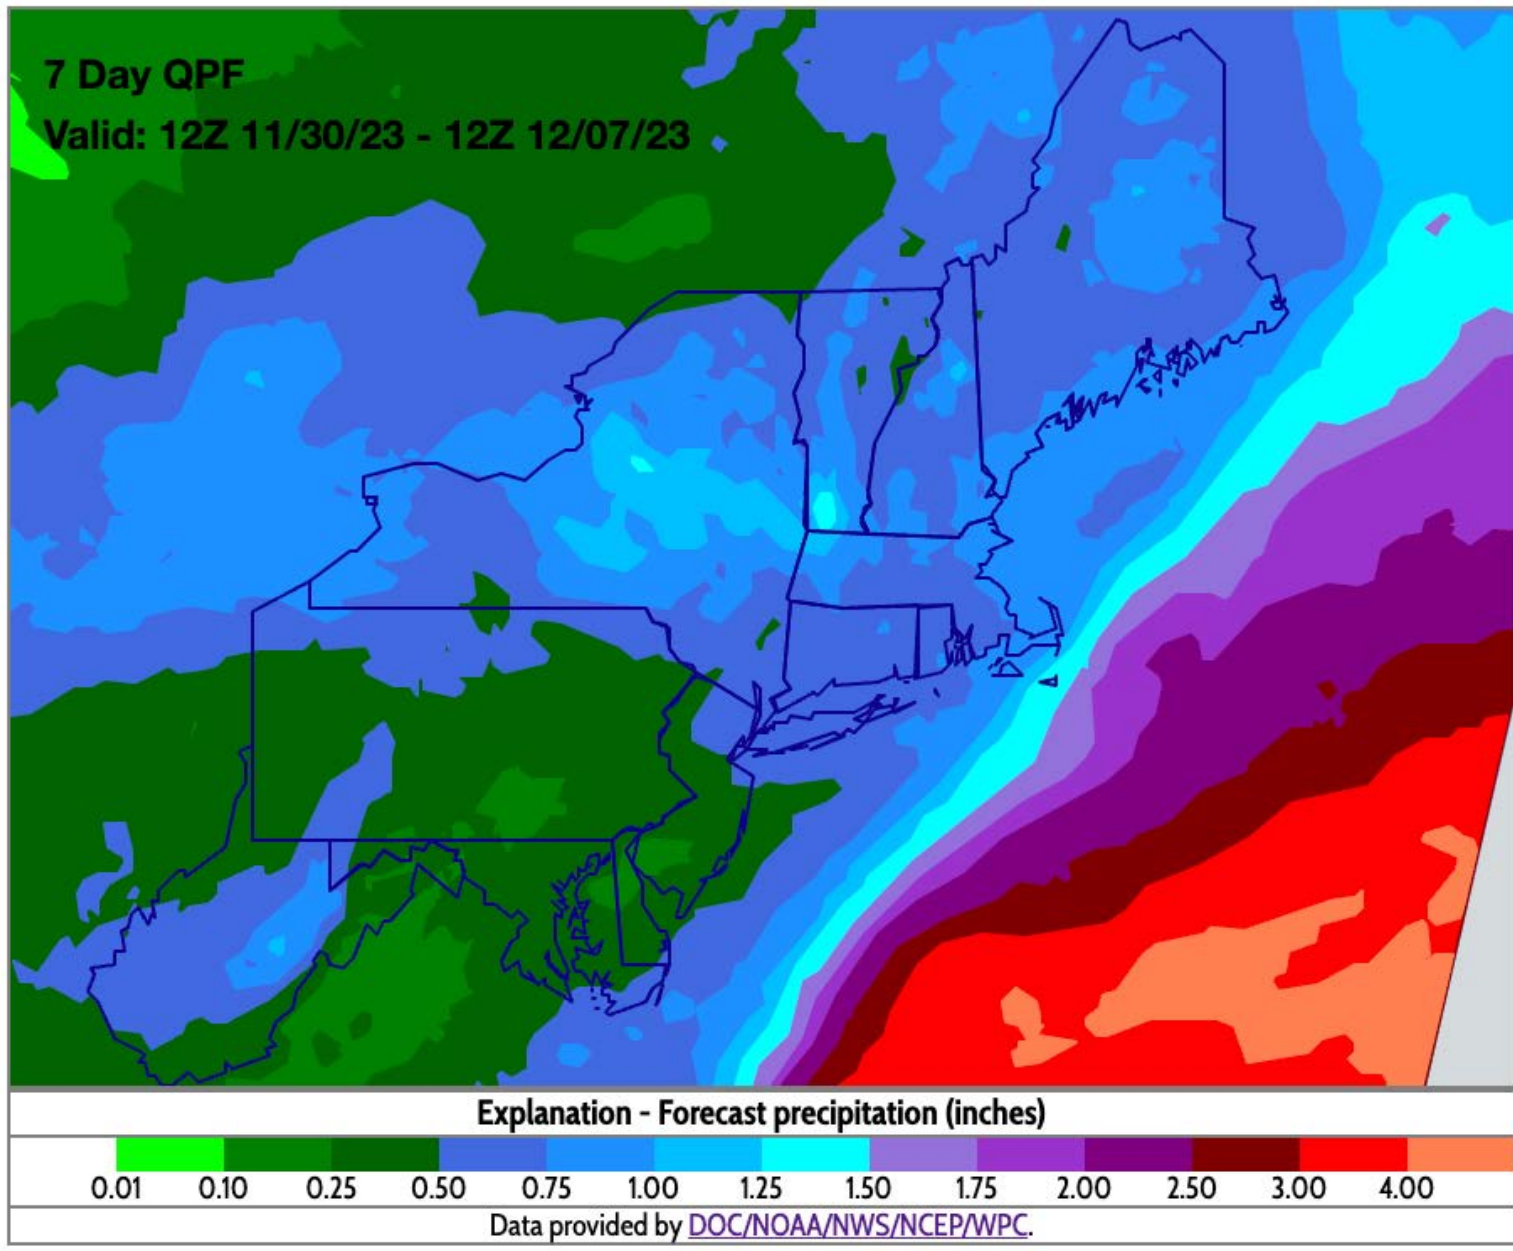 7 Day QPF
Valid: 12Z 11/30/23 - 12Z 12/07/23
Explanation - Forecast precipitation (inches)
0.01 0.10 0.25 0.50 0.75 1.00 1.25 1.50 1.75 2.00 2.50 3.00 4.00
Data provided by DOC/NOAA/NWS/NCEP/WPC.